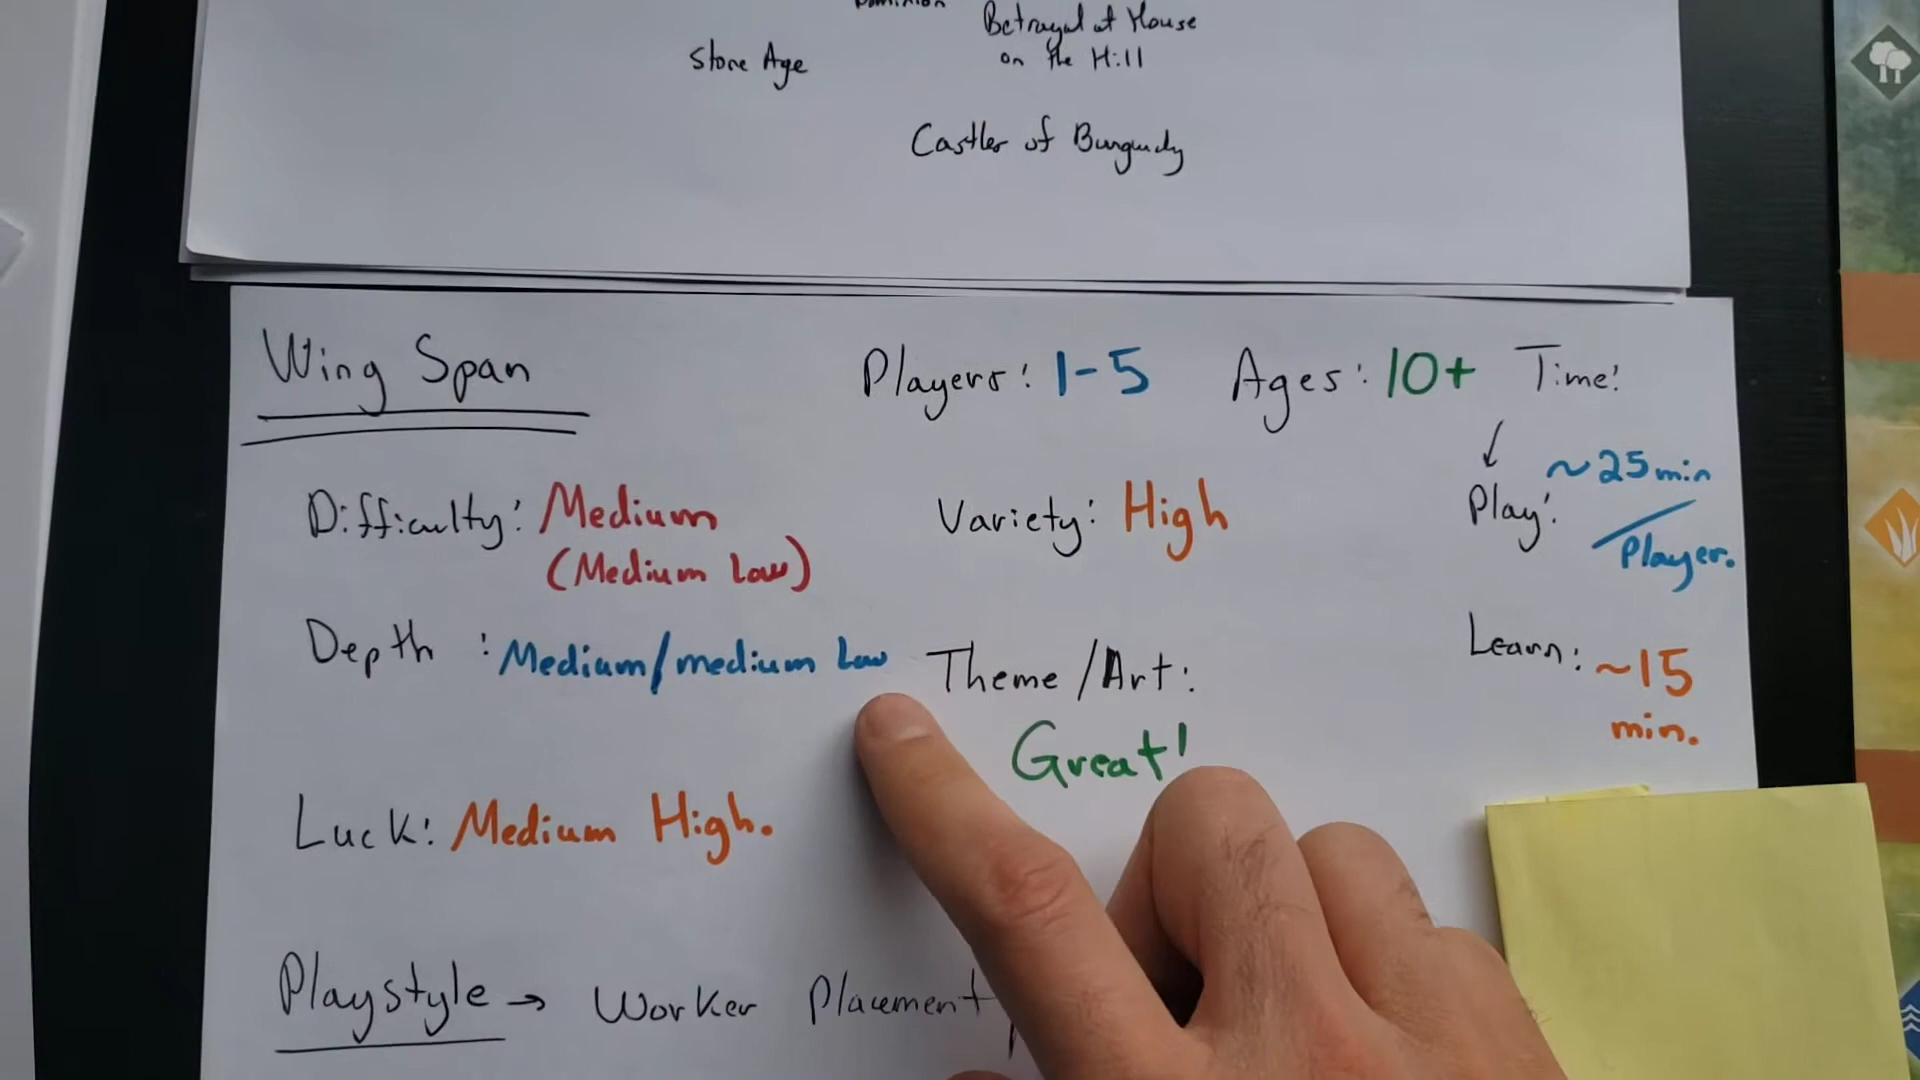 Dominion
Betrayal at House
on the Hill
Stone Age
Castles of Burgundy
Wing Span
Players: 1-5 Ages: 10+ Time:
Difficulty: Medium
(Medium Low)
Variety: High
Play: ~25 min
/Player.
Depth : Medium/medium Low
Theme/Art:
Great!
Learn: ~15
min.
Luck: Medium High.
Playstyle → Worker Placement